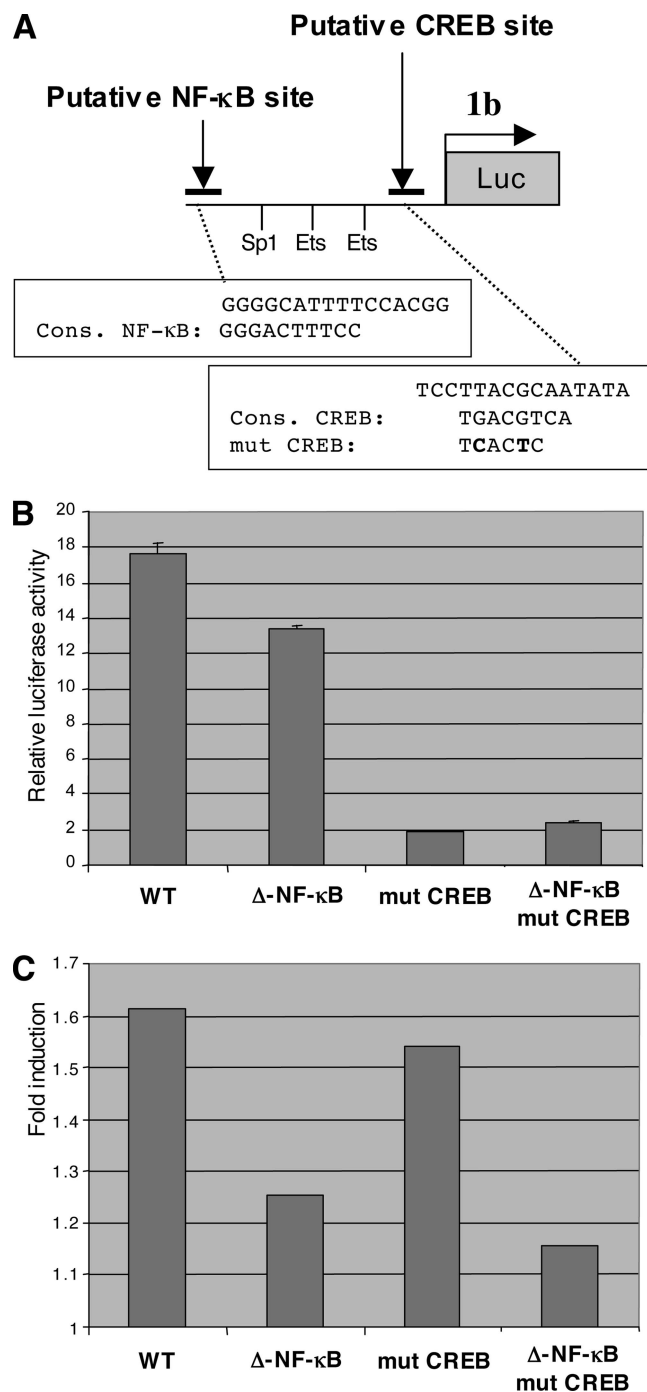 A
Putative CREB site
Putative NF-κB site
1b
Luc
Sp1 Ets Ets
GGGGCATTTTCCACGG
Cons. NF-κB: GGGACTTTCC
TCCTTACGCAATATA
Cons. CREB: TGACGTCA
mut CREB: TCACTC
B
Relative luciferase activity
20
18
16
14
12
10
8
6
4
2
0
WT
Δ-NF-κB
mut CREB
Δ-NF-κB
mut CREB
C
Fold induction
1.7
1.6
1.5
1.4
1.3
1.2
1.1
1
WT
Δ-NF-κB
mut CREB
Δ-NF-κB
mut CREB